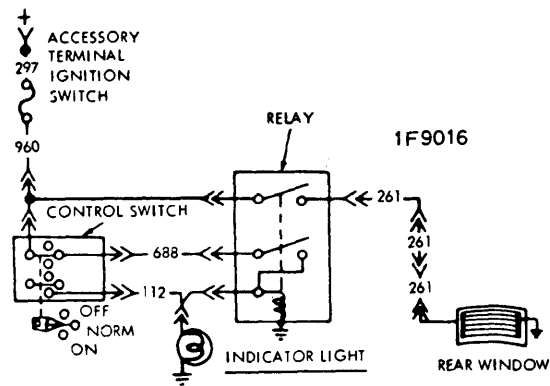 +
ACCESSORY
TERMINAL
IGNITION
SWITCH
297
960
RELAY
1F9016
261
CONTROL SWITCH
688
261
112
261
OFF
NORM
ON
INDICATOR LIGHT
REAR WINDOW